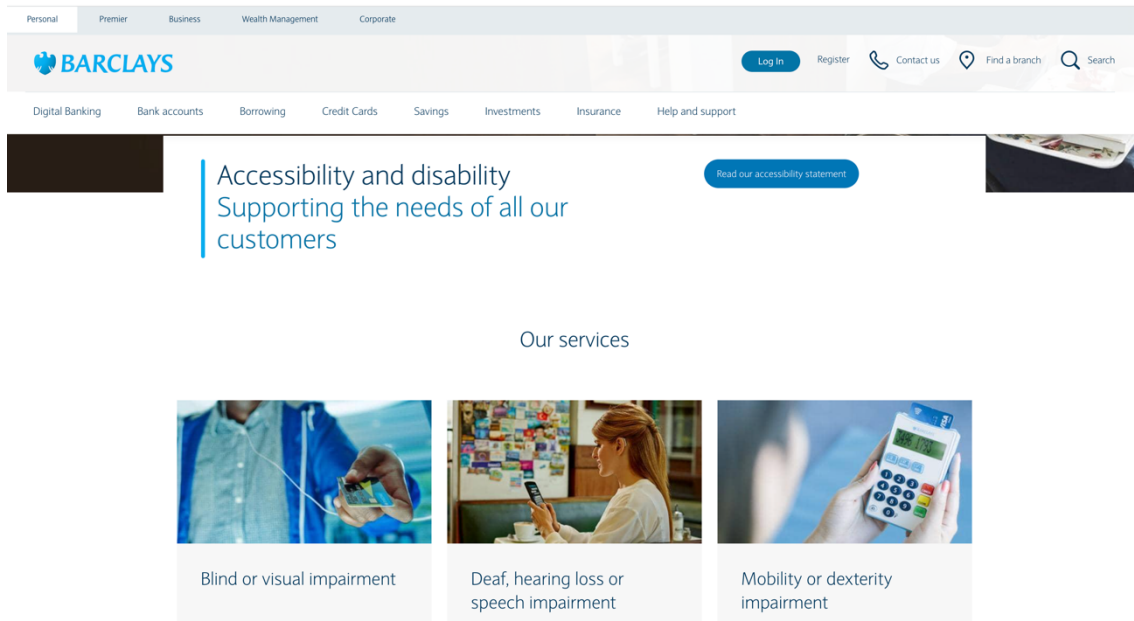 Personal Premier Business Wealth Management Corporate
BARCLAYS
Log In Register Contact us Find a branch Search
Digital Banking Bank accounts Borrowing Credit Cards Savings Investments Insurance Help and support
Accessibility and disability
Supporting the needs of all our
customers
Read our accessibility statement
Our services
Blind or visual impairment
Deaf, hearing loss or
speech impairment
Mobility or dexterity
impairment